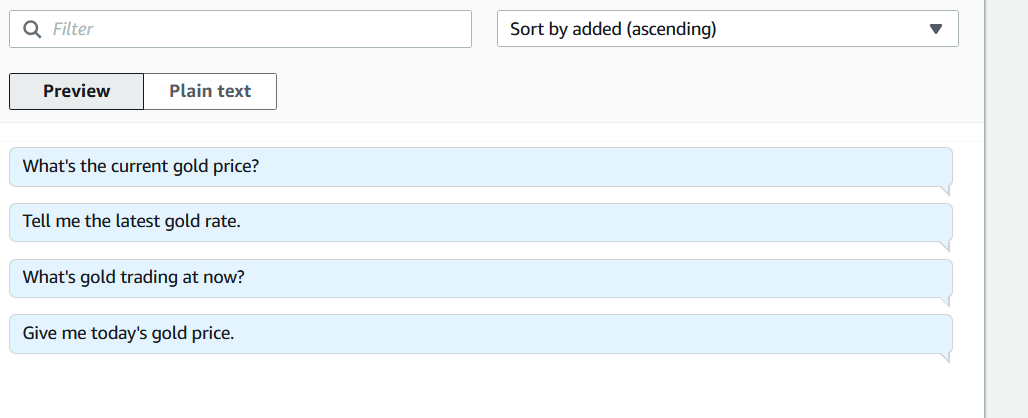 Filter
Sort by added (ascending)
Preview
Plain text
What's the current gold price?
Tell me the latest gold rate.
What's gold trading at now?
Give me today's gold price.